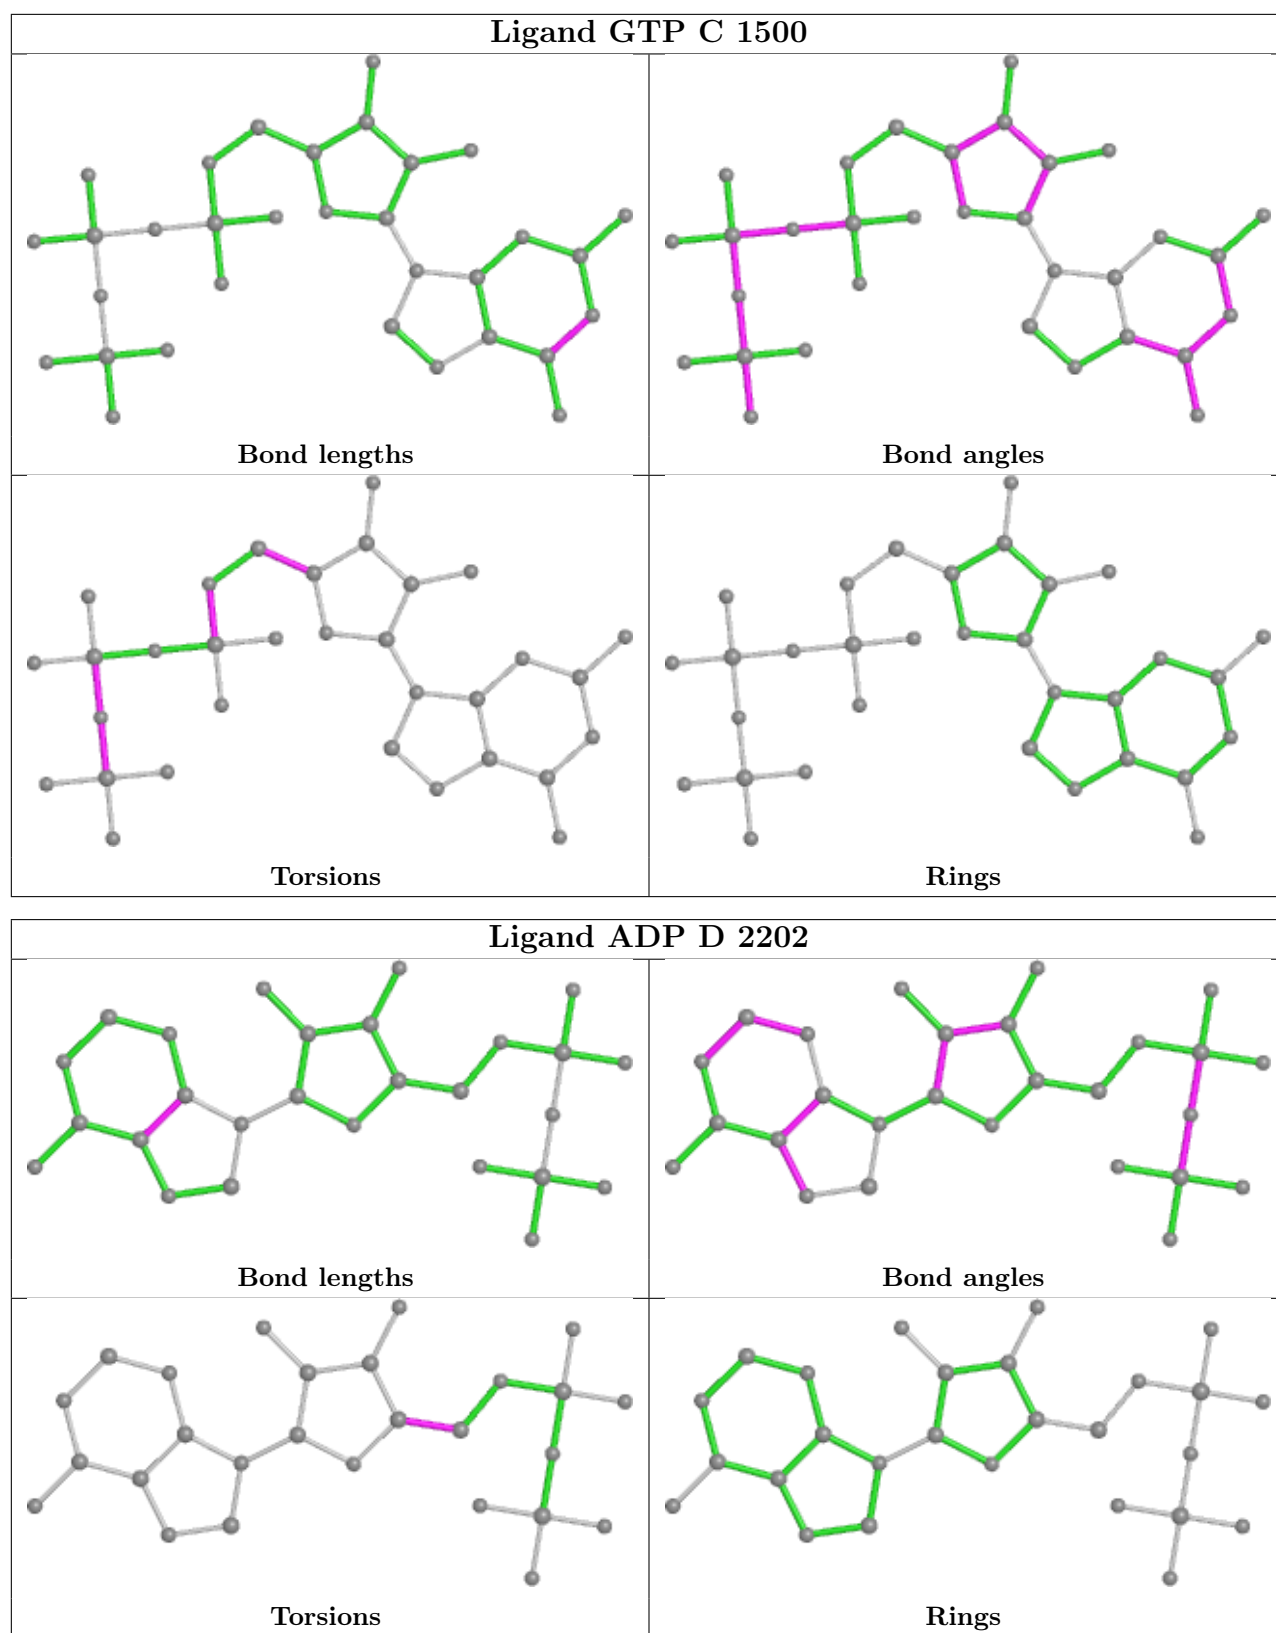 Ligand GTP C 1500
Bond lengths
Bond angles
Torsions
Rings
Ligand ADP D 2202
Bond lengths
Bond angles
Torsions
Rings